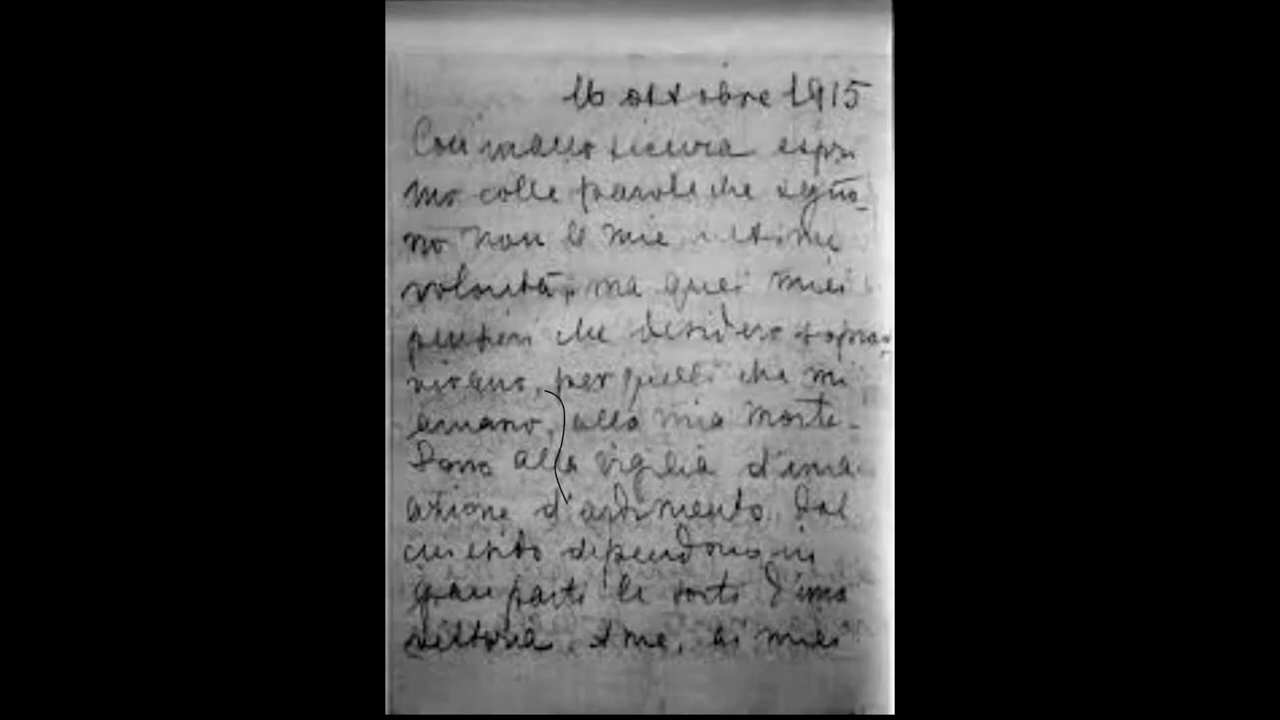 16 ottobre 1915
Con mano sicura espri
mo colle parole che segno_
no non le mie ultime
volontà, ma quei miei
pensieri che desidero sopra-
vivano, per quelli che mi
amano, alla mia morte.
Sono alla vigilia d'una
azione d'ardimento. Dal
cui esito dipendono in
gran parte le sorti d'una
vittoria. A me, ai miei